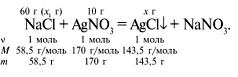 60 г (x₁ г) 10 г x г
NaCl + AgNO₃ = AgCl↓ + NaNO₃.
ν 1 моль 1 моль 1 моль
M 58,5 г/моль 170 г/моль 143,5 г/моль
m 58,5 г 170 г 143,5 г